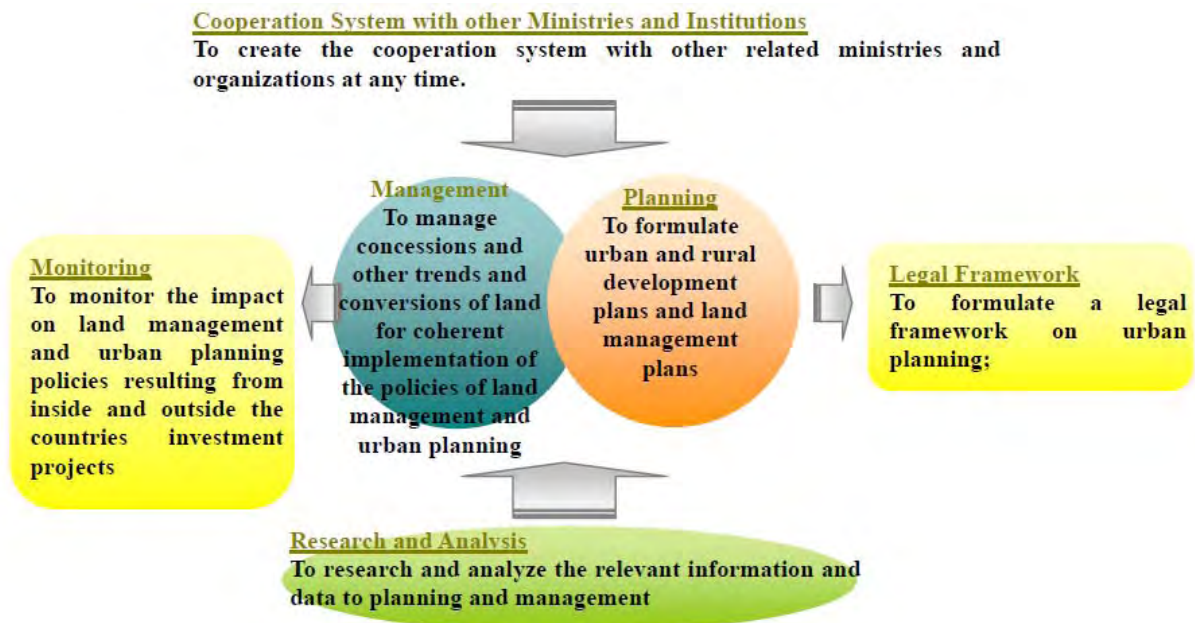 Cooperation System with other Ministries and Institutions
To create the cooperation system with other related ministries and
organizations at any time.
Management
To manage
concessions and
other trends and
conversions of land
for coherent
implementation of
the policies of land
management and
urban planning
Planning
To formulate
urban and rural
development
plans and land
management
plans
Monitoring
To monitor the impact
on land management
and urban planning
policies resulting from
inside and outside the
countries investment
projects
Legal Framework
To formulate a legal
framework on urban
planning;
Research and Analysis
To research and analyze the relevant information and
data to planning and management